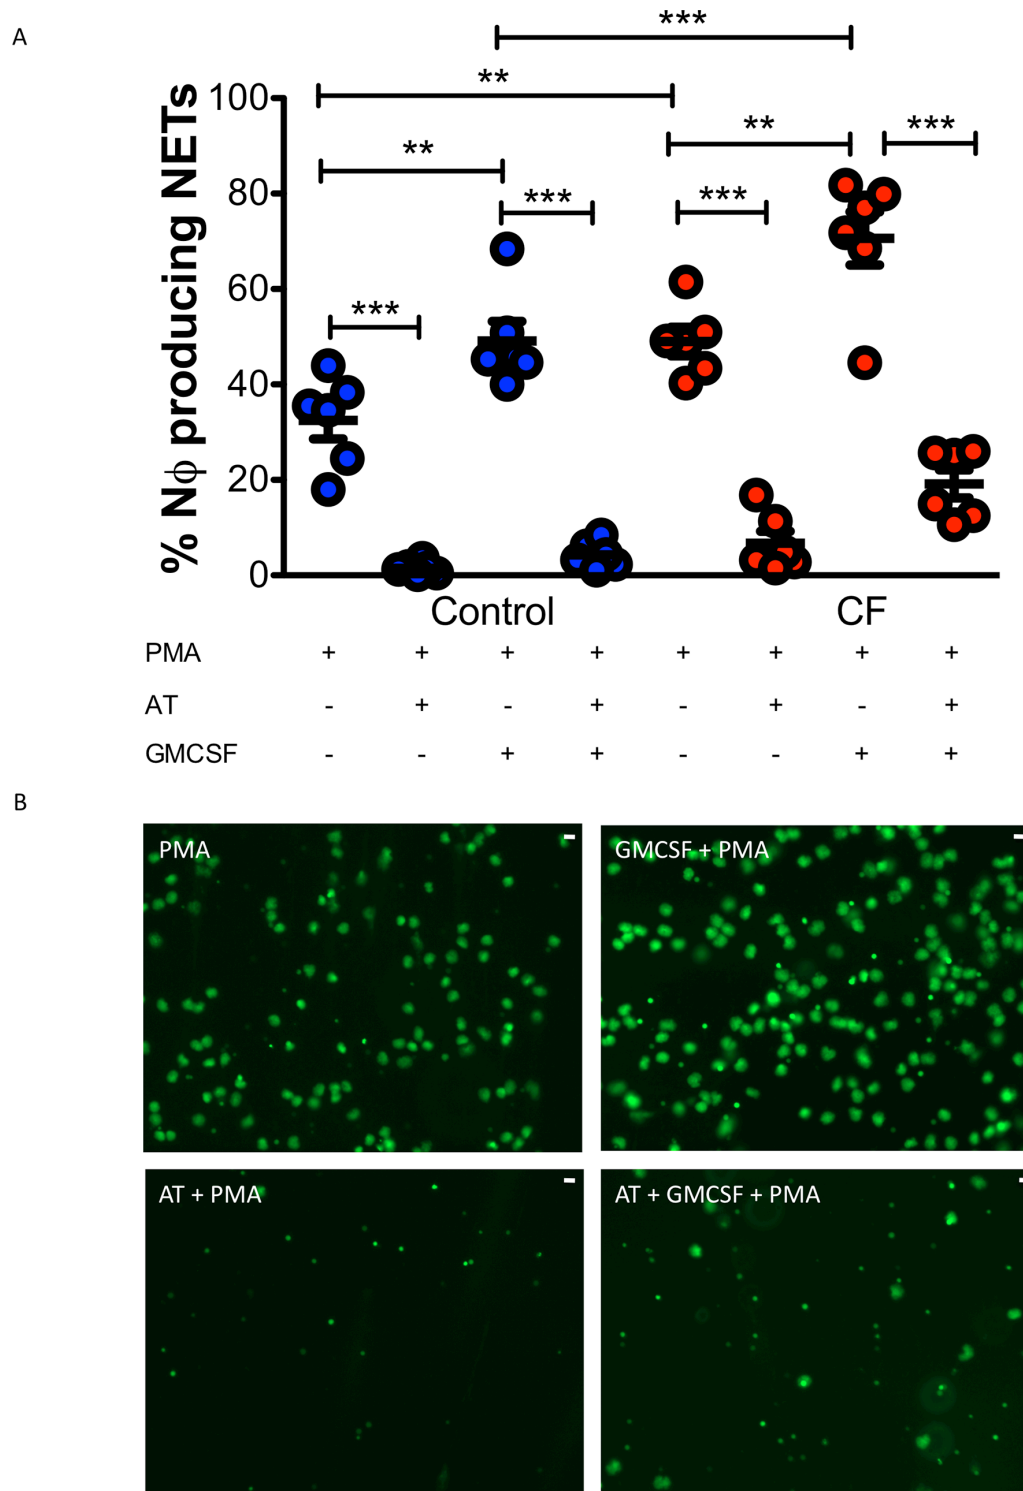 A
***
**
** ** ***
*** ***
***
% Nϕ producing NETs
100
80
60
40
20
0
Control CF
PMA + + + + + + + +
AT - + - + - + - +
GMCSF - - + + - - + +
B
PMA GMCSF + PMA
AT + PMA AT + GMCSF + PMA